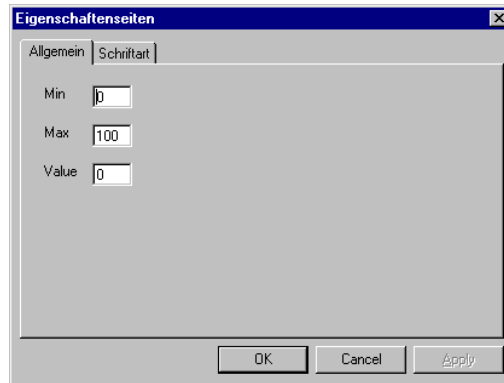 Eigenschaftenseiten
Allgemein Schriftart
Min 0
Max 100
Value 0
OK Cancel Apply